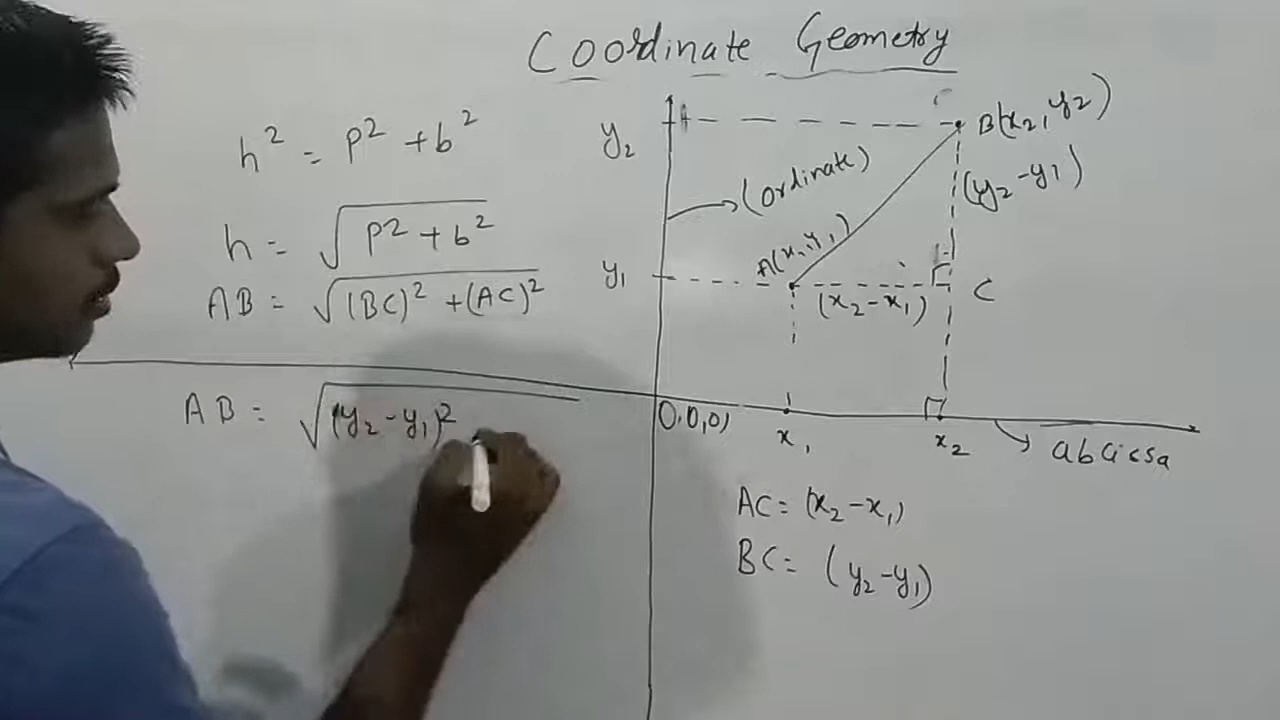 Coordinate Geometry
h² = p² + b²
h = √p² + b²
AB = √(BC)² + (AC)²
AB = √(y₂ - y₁)²
y₂
B(x₂, y₂)
(y₂ - y₁)
(ordinate)
A(x₁, y₁)
y₁
C
(x₂ - x₁)
0.0,0)
x₁
x₂
abaicsa
AC = (x₂ - x₁)
BC = (y₂ - y₁)